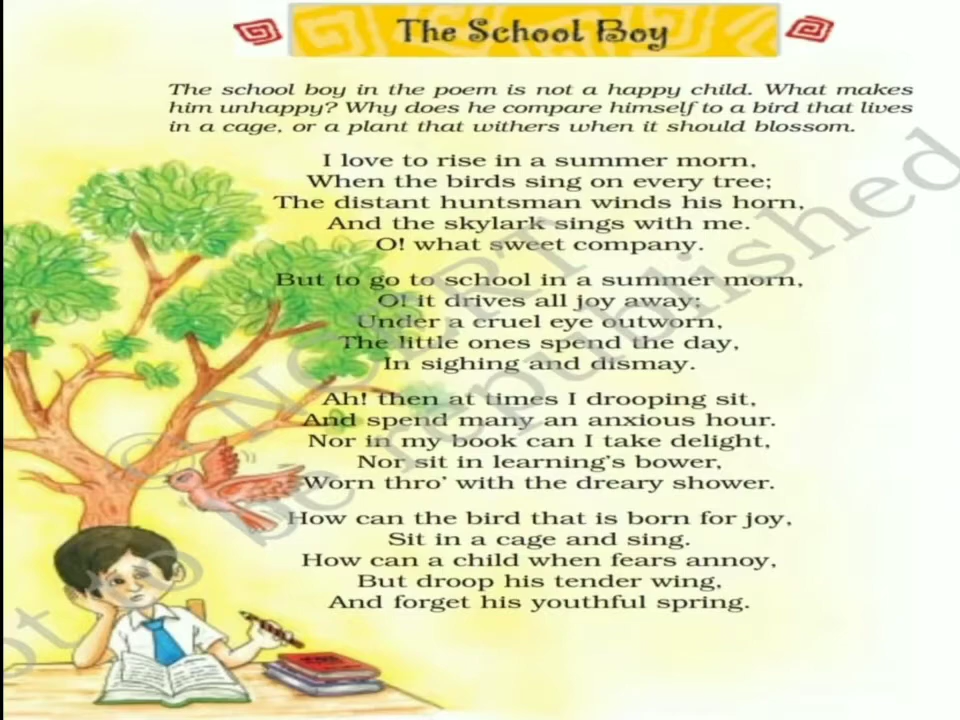 The School Boy
The school boy in the poem is not a happy child. What makes
him unhappy? Why does he compare himself to a bird that lives
in a cage, or a plant that withers when it should blossom.
I love to rise in a summer morn,
When the birds sing on every tree;
The distant huntsman winds his horn,
And the skylark sings with me.
O! what sweet company.
But to go to school in a summer morn,
O! it drives all joy away;
Under a cruel eye outworn,
The little ones spend the day,
In sighing and dismay.
Ah! then at times I drooping sit,
And spend many an anxious hour.
Nor in my book can I take delight,
Nor sit in learning's bower,
Worn thro' with the dreary shower.
How can the bird that is born for joy,
Sit in a cage and sing.
How can a child when fears annoy,
But droop his tender wing,
And forget his youthful spring.
© NCERT
not to be republished